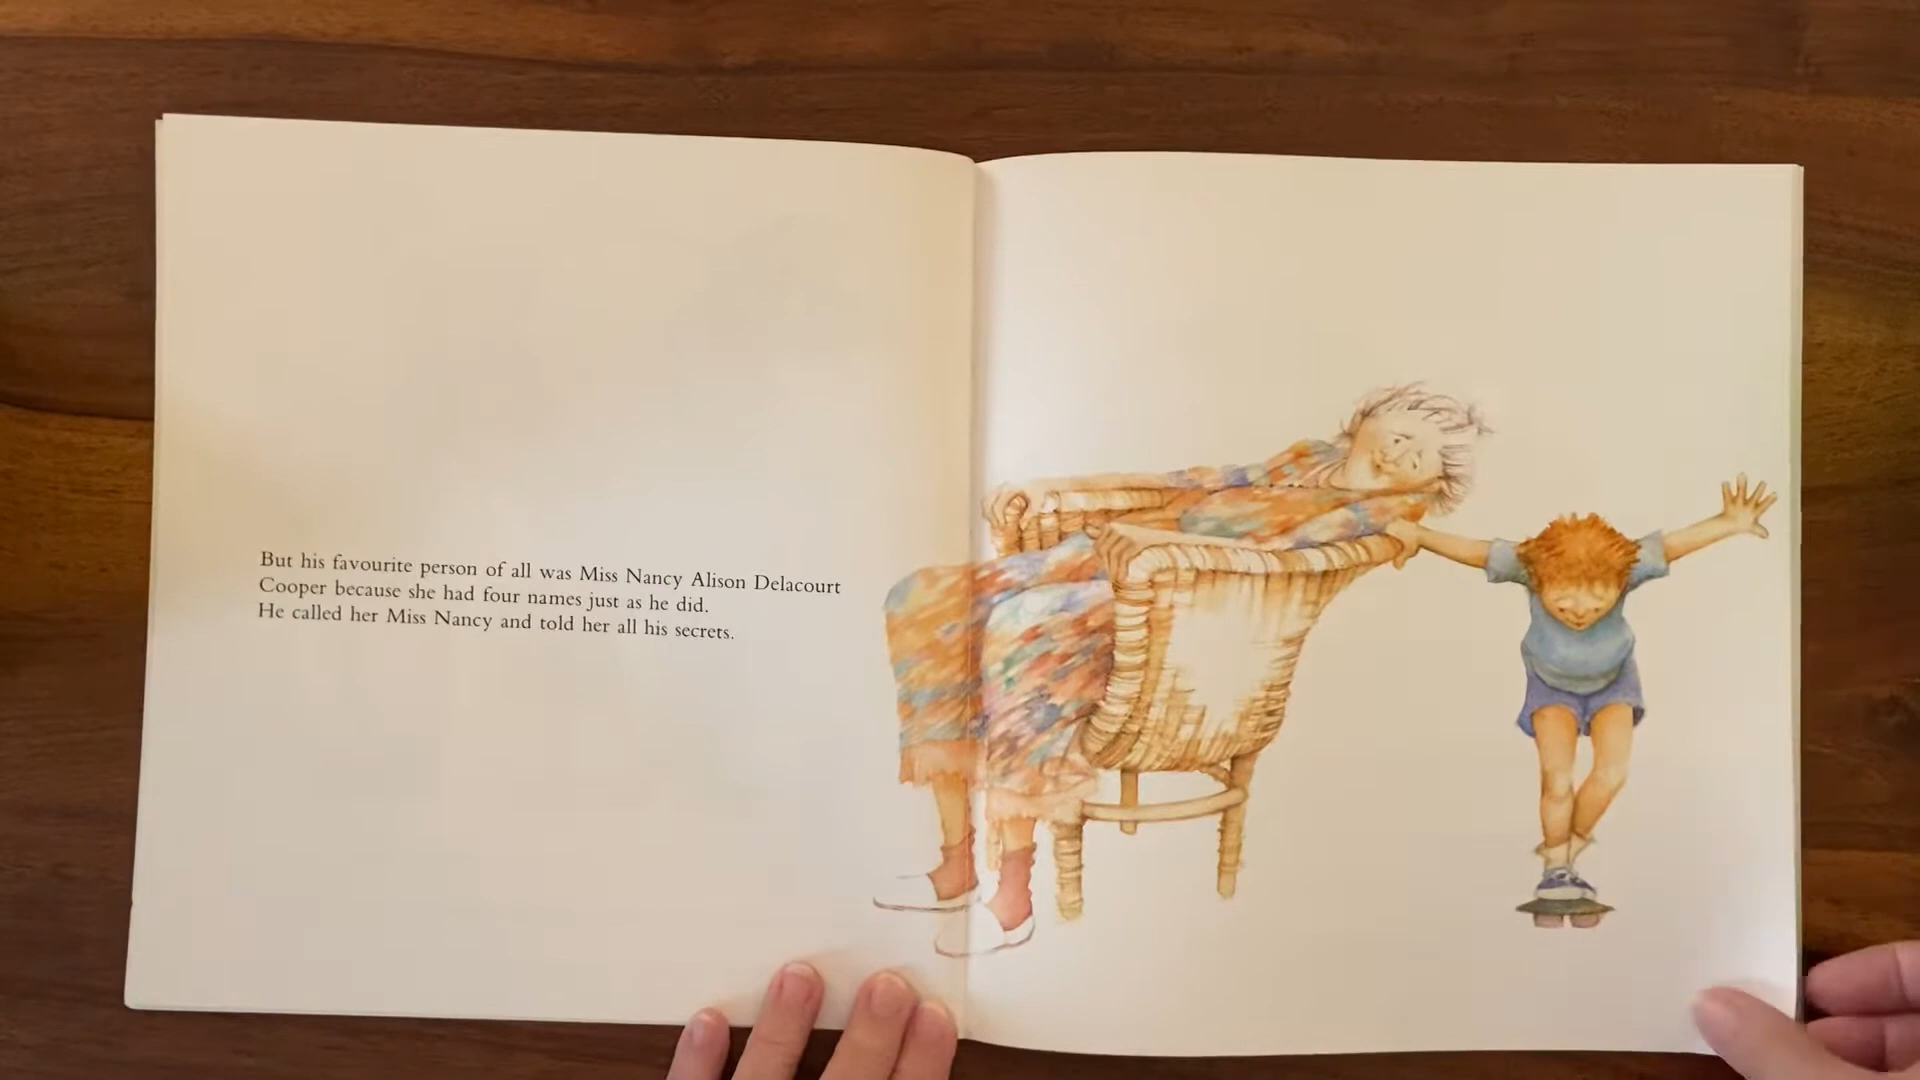 But his favourite person of all was Miss Nancy Alison Delacourt
Cooper because she had four names just as he did.
He called her Miss Nancy and told her all his secrets.